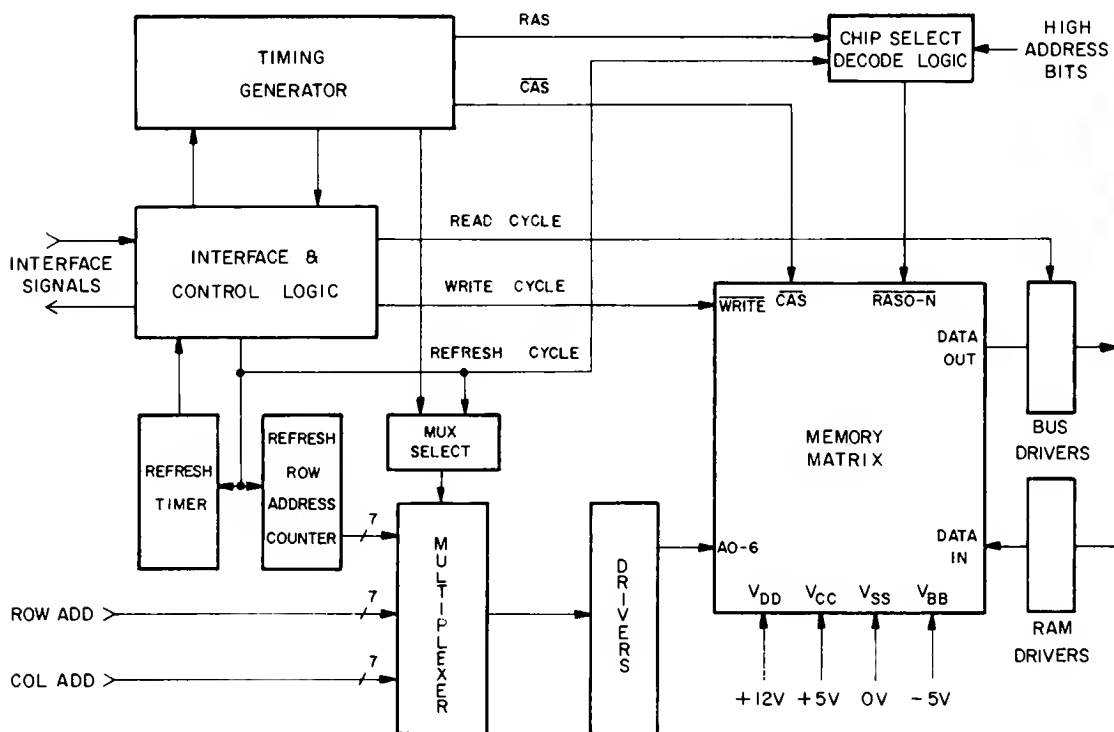 RAS
TIMING
GENERATOR
CHIP SELECT
DECODE LOGIC
HIGH
ADDRESS
BITS
CAS
READ CYCLE
INTERFACE
SIGNALS
INTERFACE &
CONTROL LOGIC
WRITE CYCLE
WRITE
CAS
RASO-N
REFRESH CYCLE
DATA
OUT
MUX
SELECT
REFRESH
TIMER
REFRESH
ROW
ADDRESS
COUNTER
MEMORY
MATRIX
BUS
DRIVERS
7
MULTIPLEXER
DRIVERS
AO-6
DATA
IN
ROW ADD
7
COL ADD
7
VDD
VCC
VSS
VBB
RAM
DRIVERS
+12V
+5V
0V
-5V